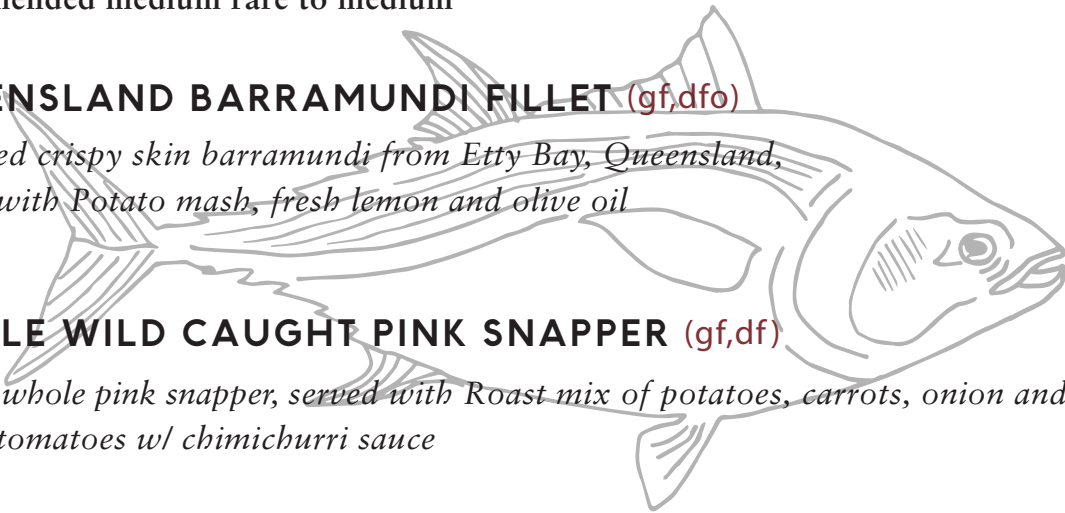 mended medium rare to medium
ENSLAND BARRAMUNDI FILLET (gf,dfo)
ed crispy skin barramundi from Etty Bay, Queensland,
with Potato mash, fresh lemon and olive oil
LE WILD CAUGHT PINK SNAPPER (gf,df)
whole pink snapper, served with Roast mix of potatoes, carrots, onion and
tomatoes w/ chimichurri sauce